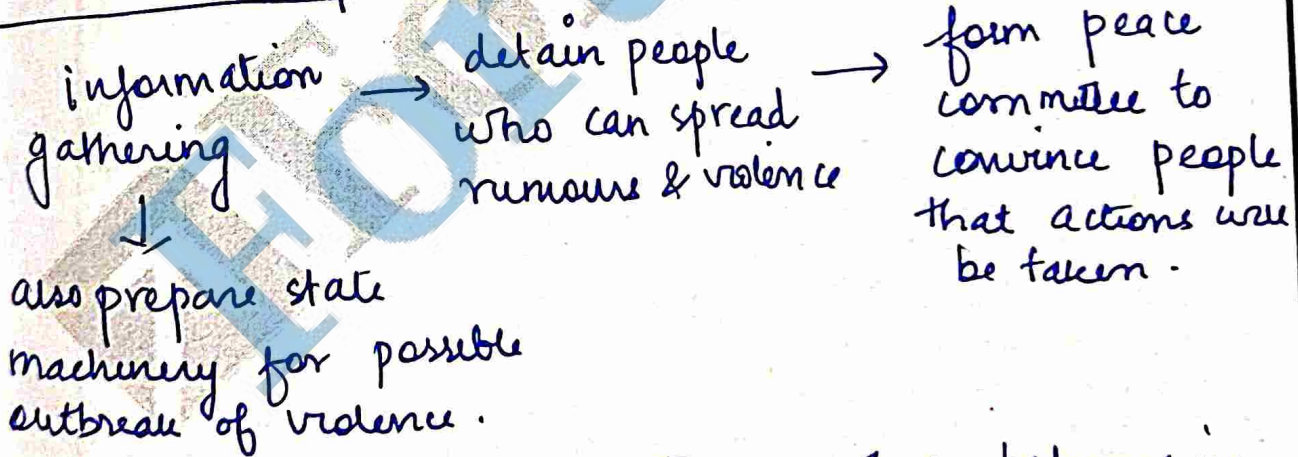 information → detain people → form peace
gathering who can spread committee to
rumours & violence convince people
↓ that actions will
be taken.
also prepare state
machinery for possible
outbreak of violence.